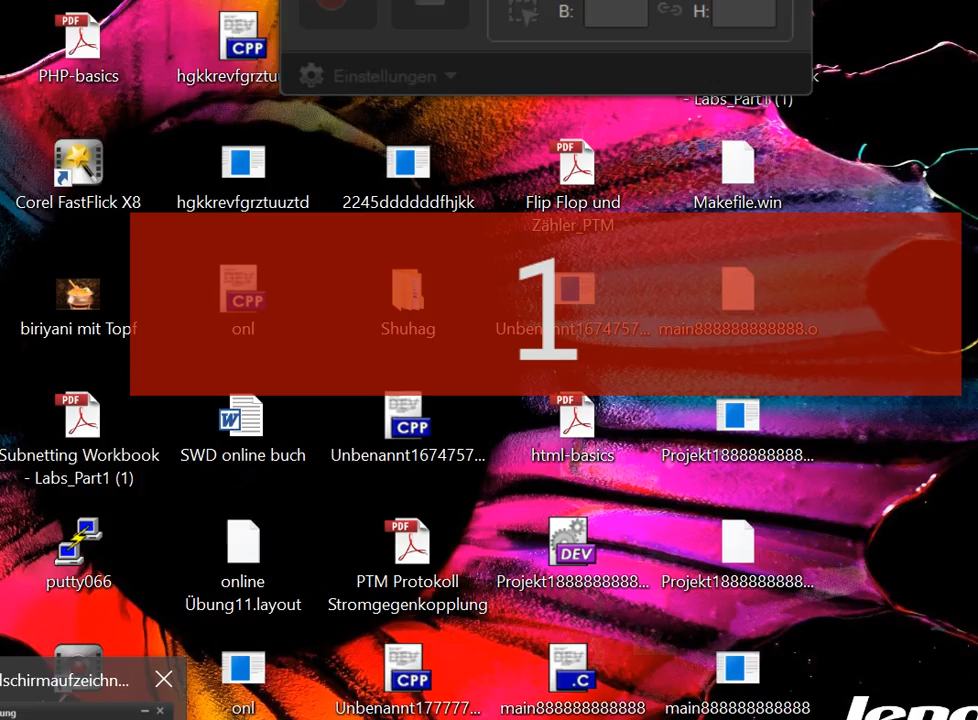 B:
H:
Einstellungen
PHP-basics
- Labs_Part1 (1)
Corel FastFlick X8
hgkkrevfgrztuuztd
2245ddddddfhjkk
Flip Flop und
Zähler_PTM
Makefile.win
1
biriyani mit Topf
CPP
onl
Shuhag
Unbenannt1674757...
main888888888888.o
Subnetting Workbook
- Labs_Part1 (1)
SWD online buch
Unbenannt1674757...
html-basics
Projekt1888888888...
putty066
online
Übung11.layout
PTM Protokoll
Stromgegenkopplung
Projekt1888888888...
Projekt1888888888...
onl
Unbenannt177777...
main888888888888
main888888888888